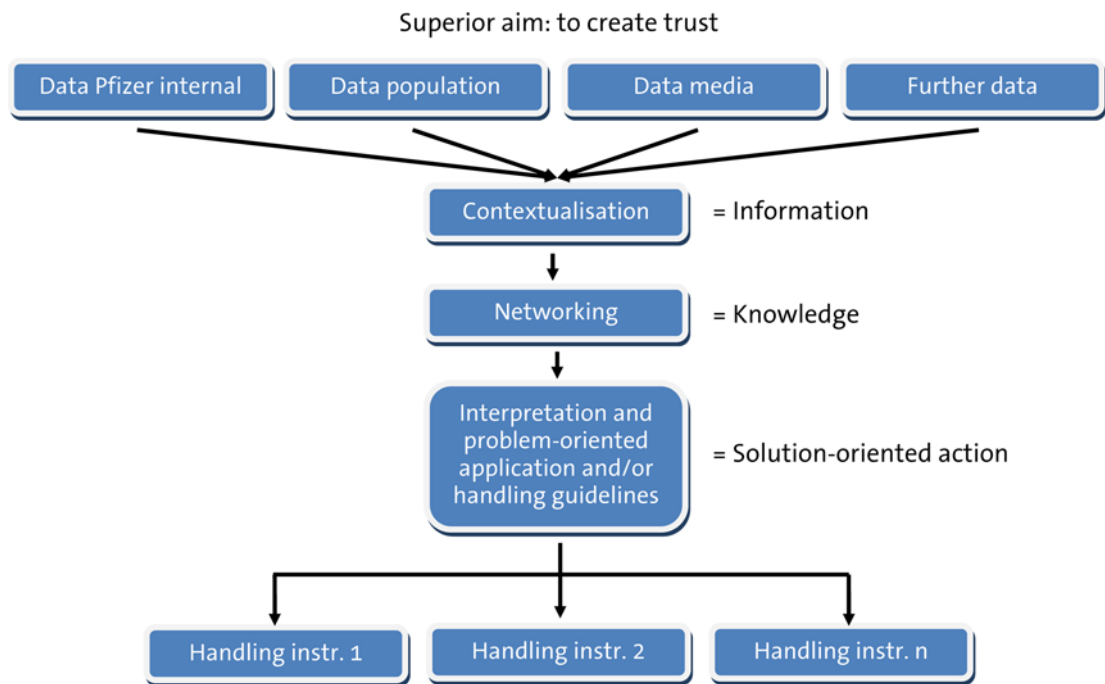 Superior aim: to create trust
Data Pfizer internal
Data population
Data media
Further data
Contextualisation
= Information
Networking
= Knowledge
Interpretation and
problem-oriented
application and/or
handling guidelines
= Solution-oriented action
Handling instr. 1
Handling instr. 2
Handling instr. n